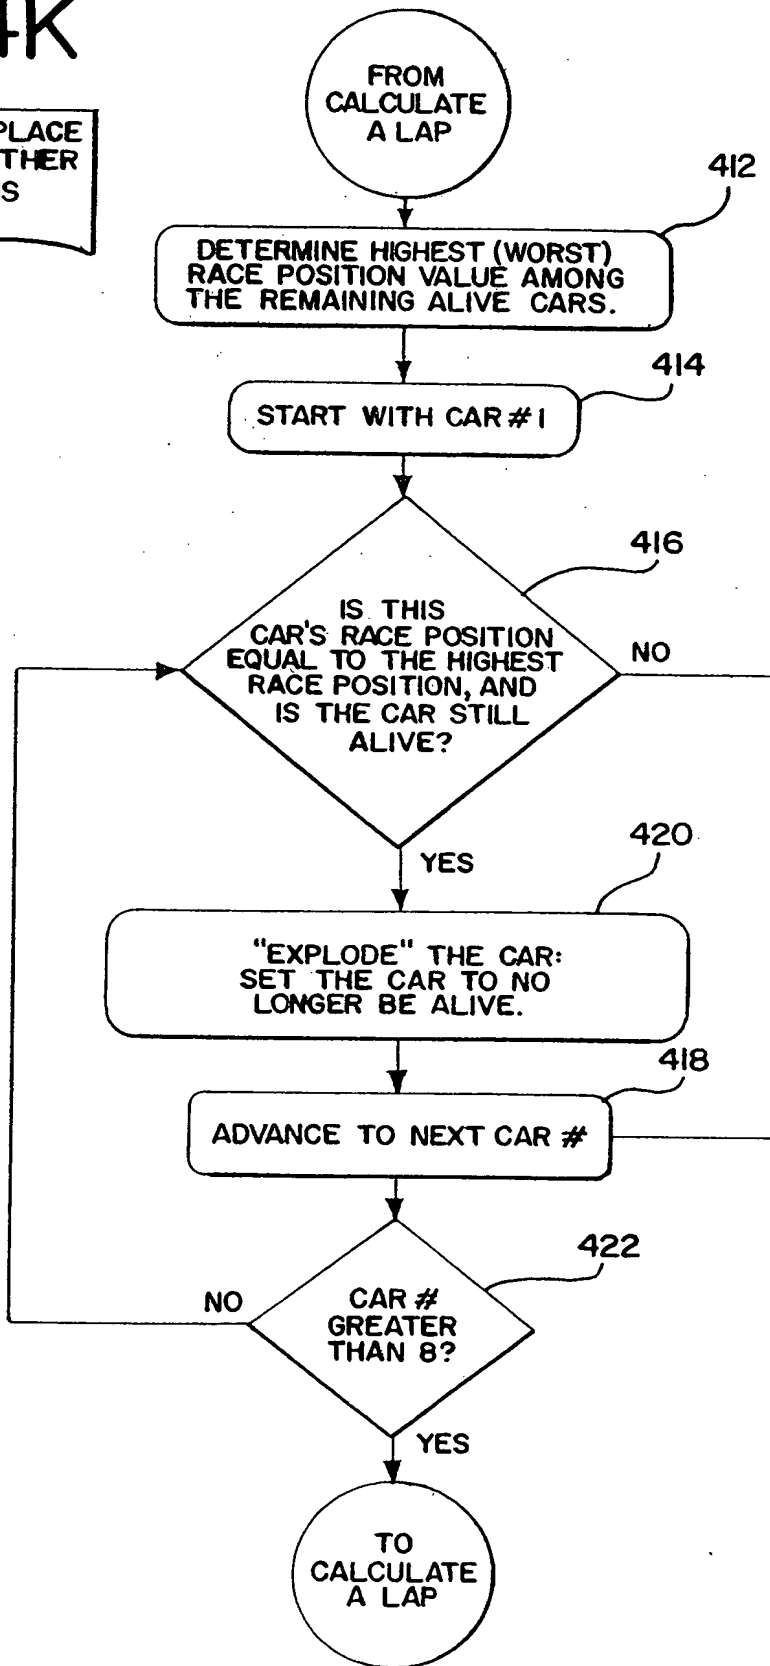 4K
PLACE
THER
S
FROM
CALCULATE
A LAP
412
DETERMINE HIGHEST (WORST)
RACE POSITION VALUE AMONG
THE REMAINING ALIVE CARS.
414
START WITH CAR #1
416
IS THIS
CAR'S RACE POSITION
EQUAL TO THE HIGHEST
RACE POSITION, AND
IS THE CAR STILL
ALIVE?
NO
YES
420
"EXPLODE" THE CAR:
SET THE CAR TO NO
LONGER BE ALIVE.
418
ADVANCE TO NEXT CAR #
422
NO
CAR #
GREATER
THAN 8?
YES
TO
CALCULATE
A LAP